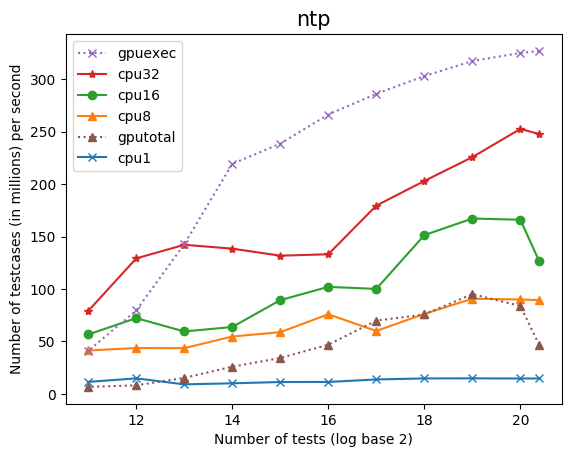 ntp
gpuexec
cpu32
cpu16
cpu8
gputotal
cpu1
Number of testcases (in millions) per second
300
250
200
150
100
50
0
12
14
16
18
20
Number of tests (log base 2)